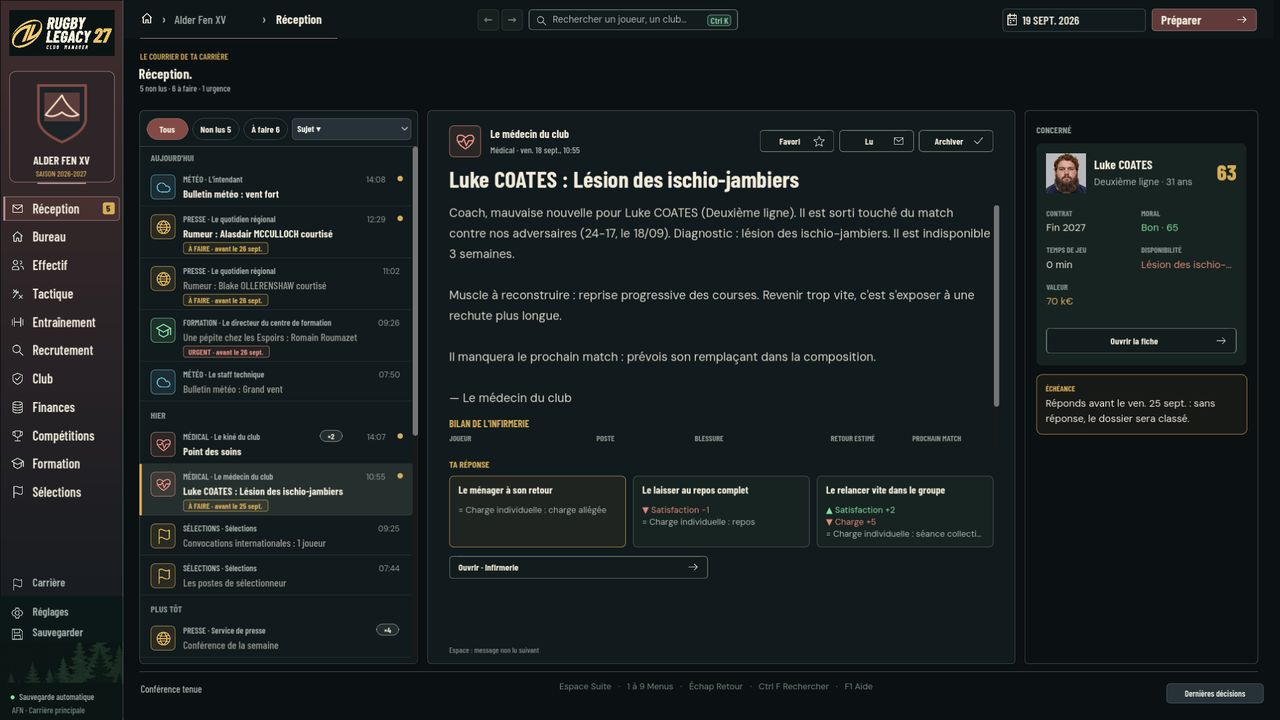 RUGBY
LEGACY 27
CLUB MANAGER
Alder Fen XV › Réception
Rechercher un joueur, un club... Ctrl K
19 SEPT. 2026
Préparer
LE COURRIER DE TA CARRIÈRE
Réception.
5 non lus · 6 à faire · 1 urgence
ALDER FEN XV
SAISON 2026-2027
Réception 5
Bureau
Effectif
Tactique
Entraînement
Recrutement
Club
Finances
Compétitions
Formation
Sélections
Carrière
Réglages
Sauvegarder
Sauvegarde automatique
AFN · Carrière principale
Tous Non lus 5 À faire 6 Sujet ▾
AUJOURD'HUI
MÉTÉO · L'intendant 14:08
Bulletin météo : vent fort
PRESSE · Le quotidien régional 12:29
Rumeur : Alasdair MCCULLOCH courtisé
À FAIRE · avant le 26 sept.
PRESSE · Le quotidien régional 11:02
Rumeur : Blake OLLERENSHAW courtisé
À FAIRE · avant le 26 sept.
FORMATION · Le directeur du centre de formation 09:26
Une pépite chez les Espoirs : Romain Roumazet
URGENT · avant le 26 sept.
MÉTÉO · Le staff technique 07:50
Bulletin météo : Grand vent
HIER
MÉDICAL · Le kiné du club +2 14:07
Point des soins
MÉDICAL · Le médecin du club 10:55
Luke COATES : Lésion des ischio-jambiers
À FAIRE · avant le 25 sept.
SÉLECTIONS · Sélections 09:25
Convocations internationales : 1 joueur
SÉLECTIONS · Sélections 07:44
Les postes de sélectionneur
PLUS TÔT
PRESSE · Service de presse +4
Conférence de la semaine
Le médecin du club
Médical · ven. 18 sept., 10:55
Favori Lu Archiver
Luke COATES : Lésion des ischio-jambiers
Coach, mauvaise nouvelle pour Luke COATES (Deuxième ligne). Il est sorti touché du match
contre nos adversaires (24-17, le 18/09). Diagnostic : lésion des ischio-jambiers. Il est indisponible
3 semaines.
Muscle à reconstruire : reprise progressive des courses. Revenir trop vite, c'est s'exposer à une
rechute plus longue.
Il manquera le prochain match : prévois son remplaçant dans la composition.
— Le médecin du club
BILAN DE L'INFIRMERIE
JOUEUR POSTE BLESSURE RETOUR ESTIMÉ PROCHAIN MATCH
TA RÉPONSE
Le ménager à son retour
= Charge individuelle : charge allégée
Le laisser au repos complet
▼ Satisfaction -1
= Charge individuelle : repos
Le relancer vite dans le groupe
▲ Satisfaction +2
▼ Charge +5
= Charge individuelle : séance collecti...
Ouvrir · Infirmerie
Espace : message non lu suivant
CONCERNÉ
Luke COATES
Deuxième ligne · 31 ans
63
CONTRAT MORAL
Fin 2027 Bon · 65
TEMPS DE JEU DISPONIBILITÉ
0 min Lésion des ischio-...
VALEUR
70 k€
Ouvrir la fiche
ÉCHÉANCE
Réponds avant le ven. 25 sept. : sans
réponse, le dossier sera classé.
Conférence tenue
Espace Suite · 1 à 9 Menus · Échap Retour · Ctrl F Rechercher · F1 Aide
Dernières décisions